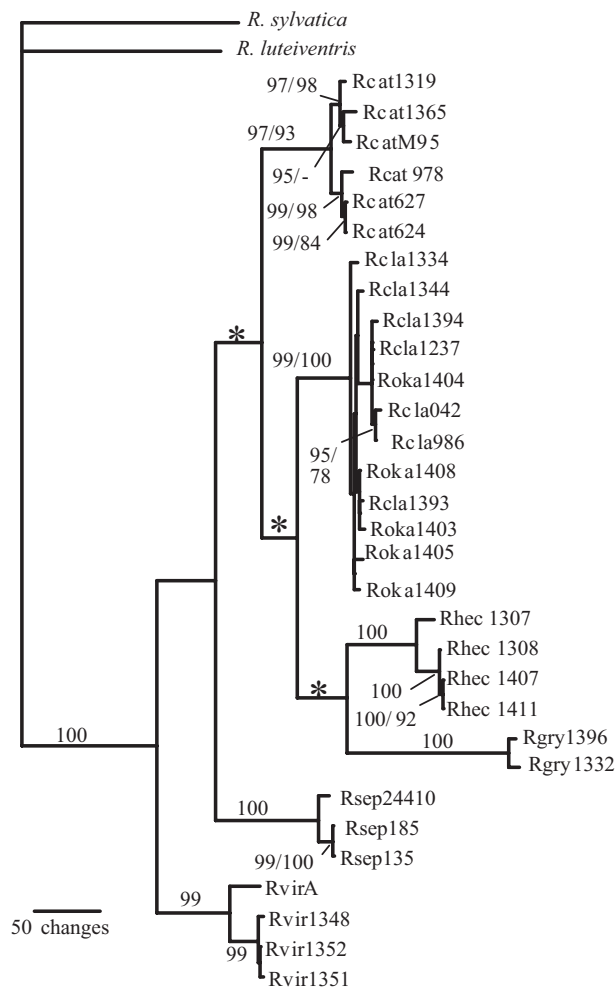 R. sylvatica
R. luteiventris
97/98
Rcat1319
Rcat1365
97/93
RcatM95
95/-
Rcat 978
99/98
Rcat627
99/84
Rcat624
Rcla1334
Rcla1344
Rcla1394
*
99/100
Rcla1237
Roka1404
Rcla042
95/
78
Rcla986
Roka1408
Rcla1393
*
Roka1403
Roka1405
Roka1409
Rhec 1307
100
Rhec 1308
*
100
Rhec 1407
100/92
Rhec 1411
100
100
Rgry1396
Rgry1332
Rsep24410
100
Rsep185
99/100
Rsep135
RvirA
99
Rvir1348
50 changes
99
Rvir1352
Rvir1351